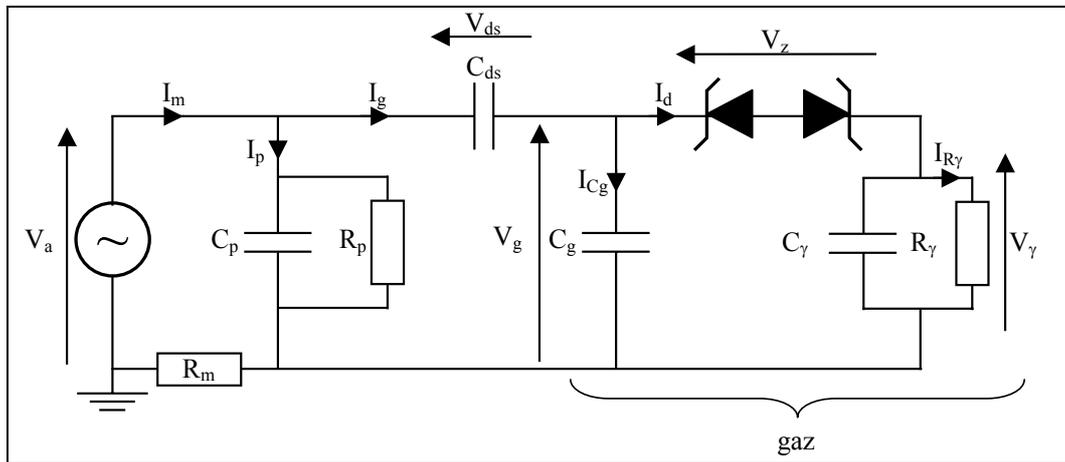 V_ds
V_z
C_ds
I_m
I_g
I_d
I_p
I_Cg
I_Rγ
V_a
~
C_p
R_p
V_g
C_g
C_γ
R_γ
V_γ
R_m
gaz